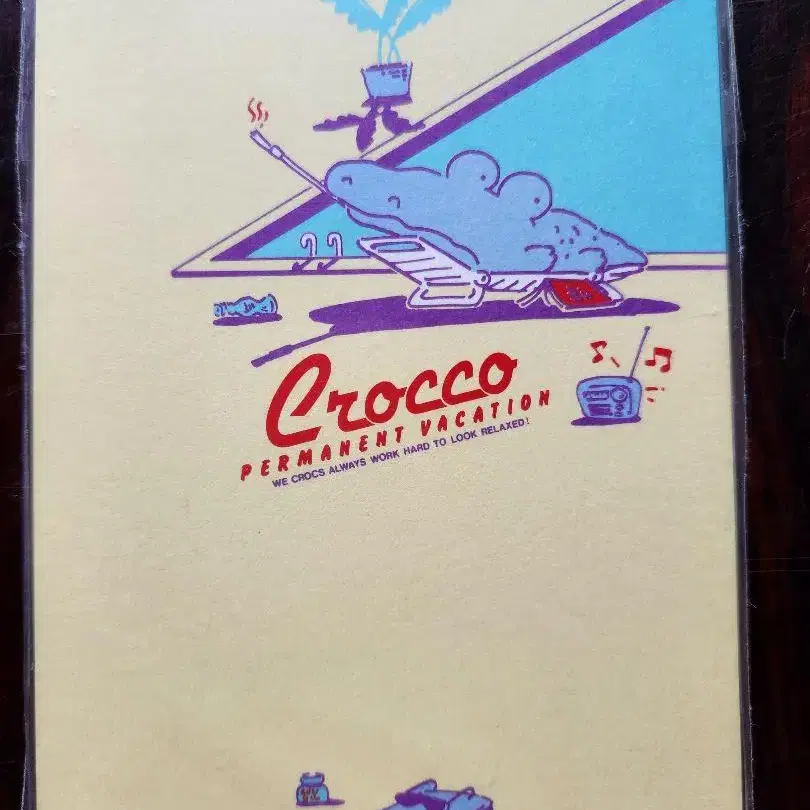 Crocco
PERMANENT VACATION
WE CROCS ALWAYS WORK HARD TO LOOK RELAXED!